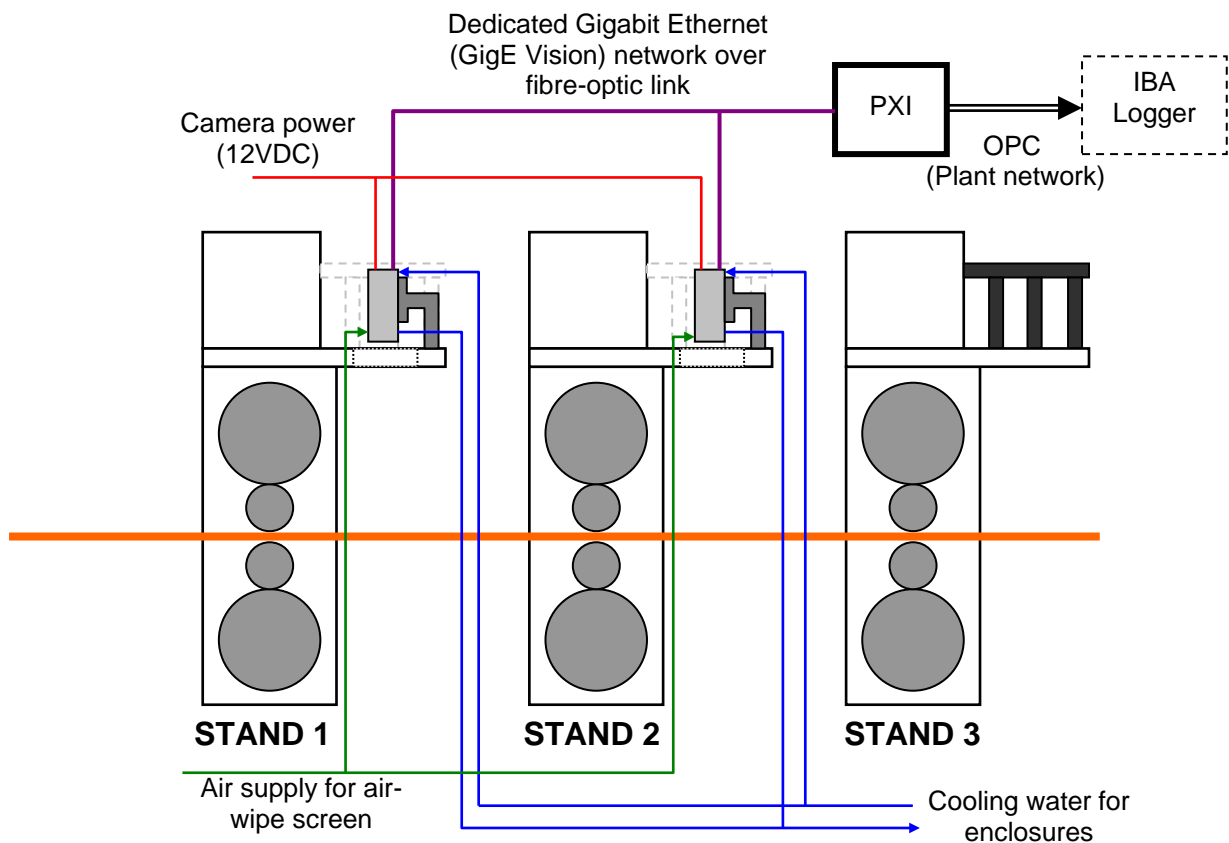 Dedicated Gigabit Ethernet
(GigE Vision) network over
fibre-optic link
Camera power
(12VDC)
PXI
IBA
Logger
OPC
(Plant network)
STAND 1
STAND 2
STAND 3
Air supply for air-
wipe screen
Cooling water for
enclosures